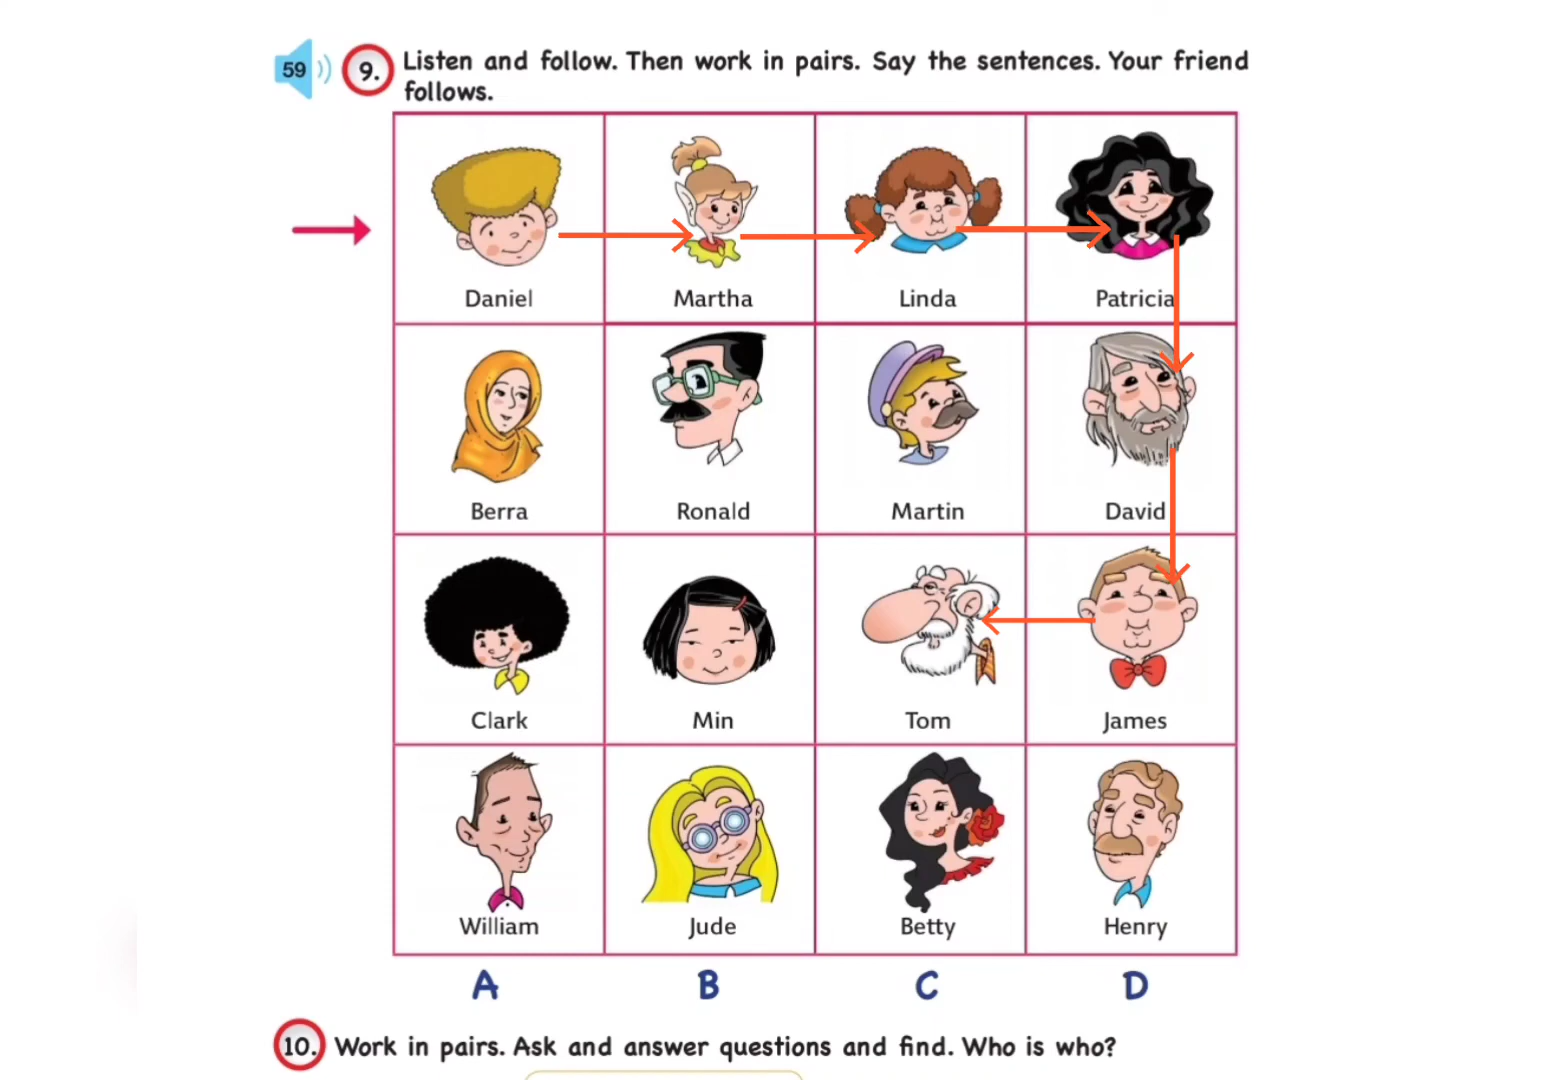 59 9. Listen and follow. Then work in pairs. Say the sentences. Your friend
follows.
Daniel Martha Linda Patricia
Berra Ronald Martin David
Clark Min Tom James
William Jude Betty Henry
A B C D
10. Work in pairs. Ask and answer questions and find. Who is who?